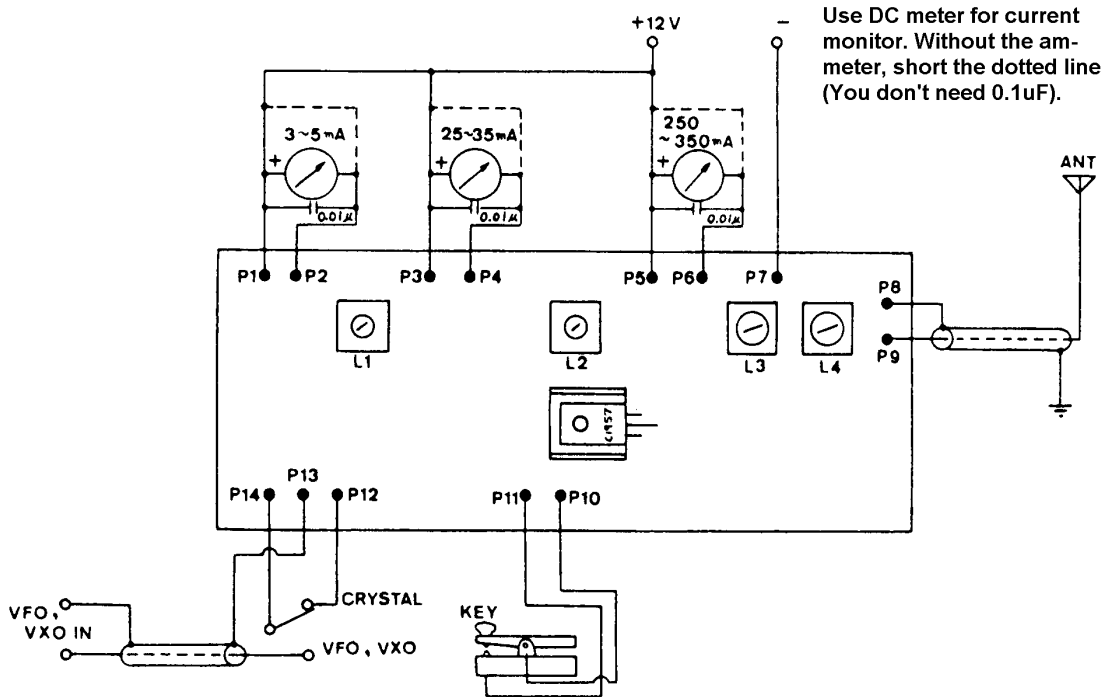 +12V
−
Use DC meter for current
monitor. Without the am-
meter, short the dotted line
(You don't need 0.1uF).
3~5mA
25~35mA
250
~350mA
+
+
+
0.01μ
0.01μ
0.01μ
ANT
P1
P2
P3
P4
P5
P6
P7
P8
P9
L1
L2
L3
L4
C1957
P14
P13
P12
P11
P10
VFO,
VXO IN
CRYSTAL
VFO, VXO
KEY